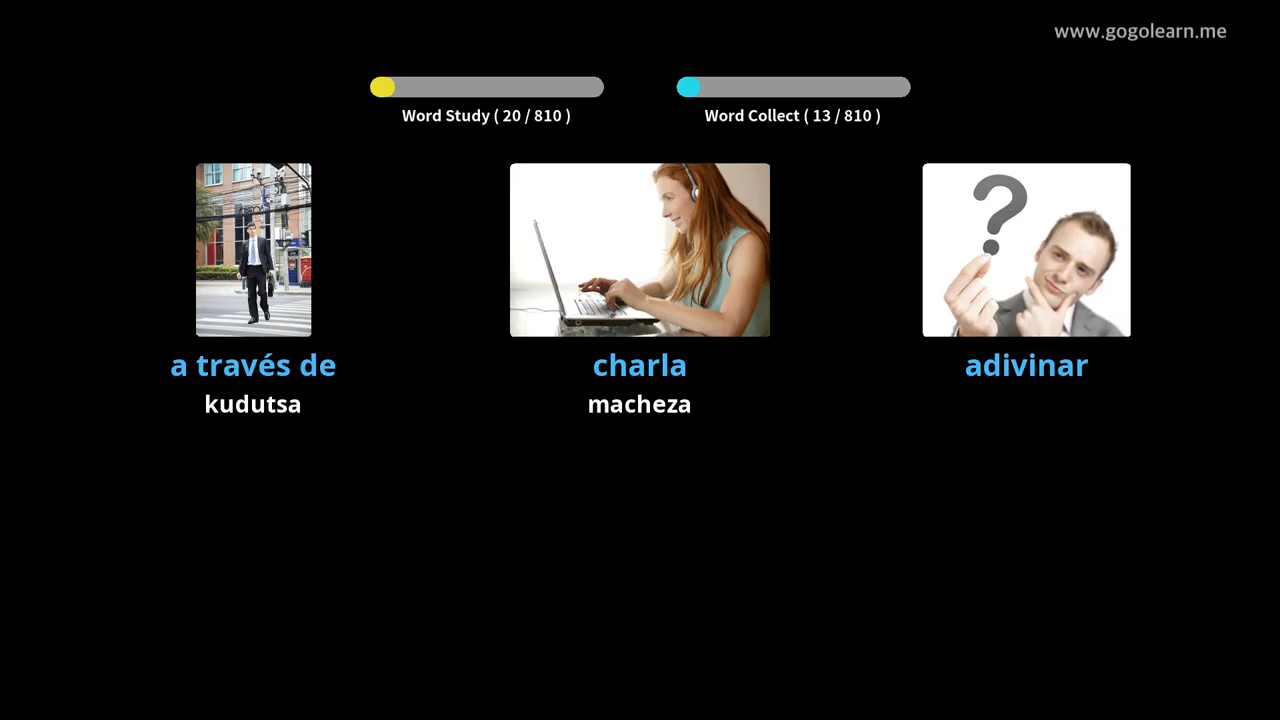 www.gogolearn.me
Word Study ( 20 / 810 )
Word Collect ( 13 / 810 )
a través de
kudutsa
charla
macheza
adivinar